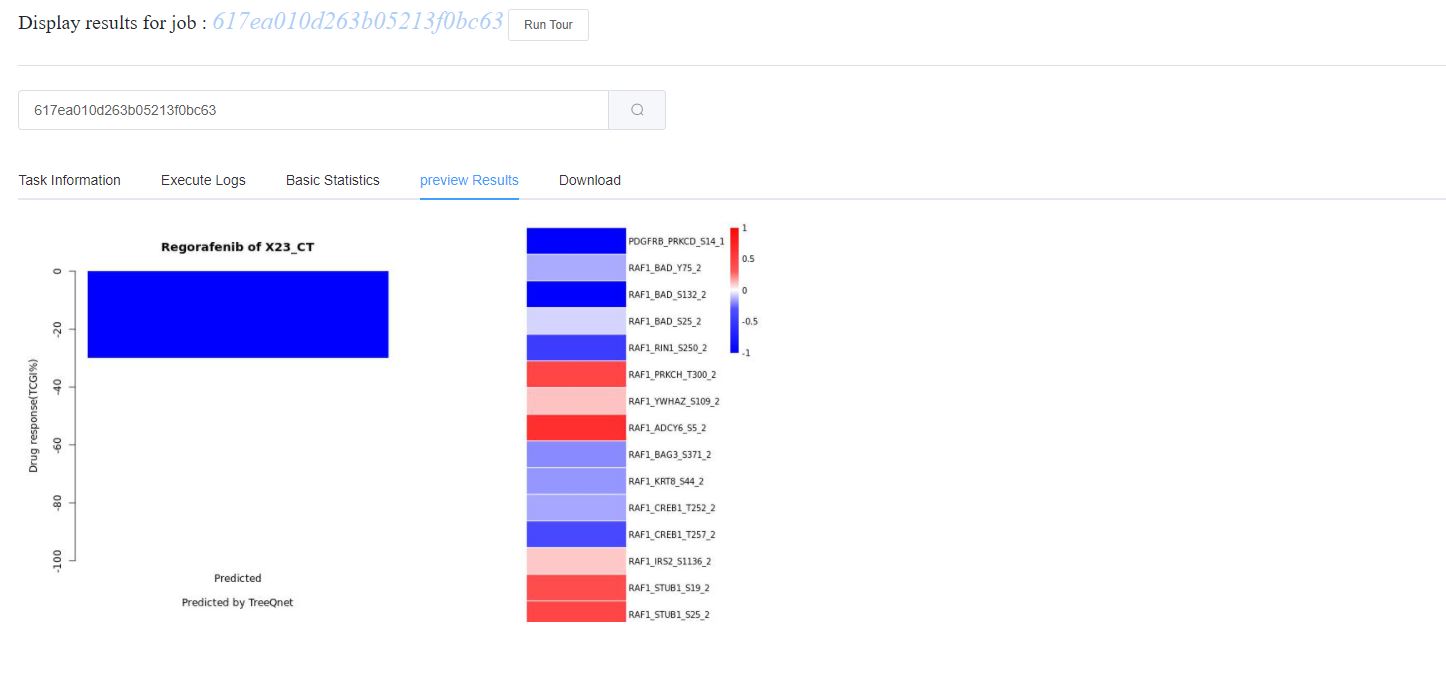 Display results for job : 617ea010d263b05213f0bc63 Run Tour
617ea010d263b05213f0bc63
Task Information Execute Logs Basic Statistics preview Results Download
Regorafenib of X23_CT
Drug response(TCGI%)
0
-20
-40
-60
-80
-100
Predicted
Predicted by TreeQnet
PDGFRB_PRKCD_S14_1
RAF1_BAD_Y75_2
RAF1_BAD_S132_2
RAF1_BAD_S25_2
RAF1_RIN1_S250_2
RAF1_PRKCH_T300_2
RAF1_YWHAZ_S109_2
RAF1_ADCY6_S5_2
RAF1_BAG3_S371_2
RAF1_KRT8_S44_2
RAF1_CREB1_T252_2
RAF1_CREB1_T257_2
RAF1_IRS2_S1136_2
RAF1_STUB1_S19_2
RAF1_STUB1_S25_2
1
0.5
0
-0.5
-1